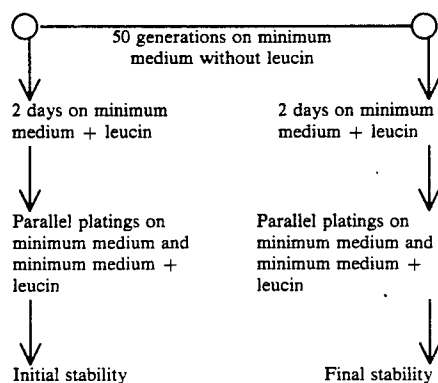 50 generations on minimum
medium without leucin
2 days on minimum
medium + leucin
2 days on minimum
medium + leucin
Parallel platings on
minimum medium and
minimum medium +
leucin
Parallel platings on
minimum medium and
minimum medium +
leucin
Initial stability
Final stability